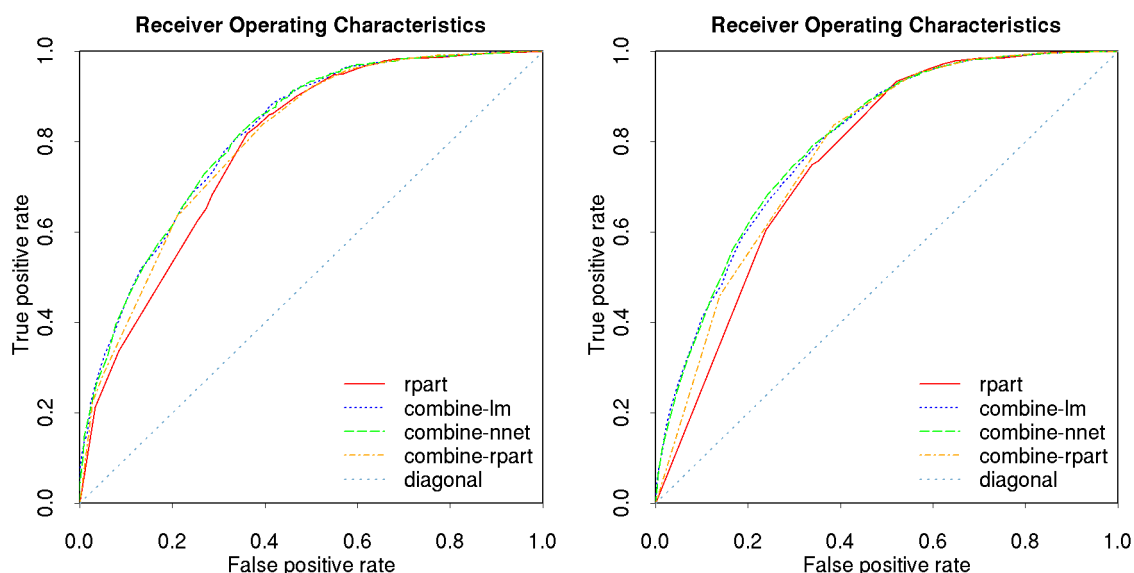 Receiver Operating Characteristics
True positive rate
1.0
0.8
0.6
0.4
0.2
0.0
rpart
combine-lm
combine-nnet
combine-rpart
diagonal
0.0 0.2 0.4 0.6 0.8 1.0
False positive rate
Receiver Operating Characteristics
True positive rate
1.0
0.8
0.6
0.4
0.2
0.0
rpart
combine-lm
combine-nnet
combine-rpart
diagonal
0.0 0.2 0.4 0.6 0.8 1.0
False positive rate